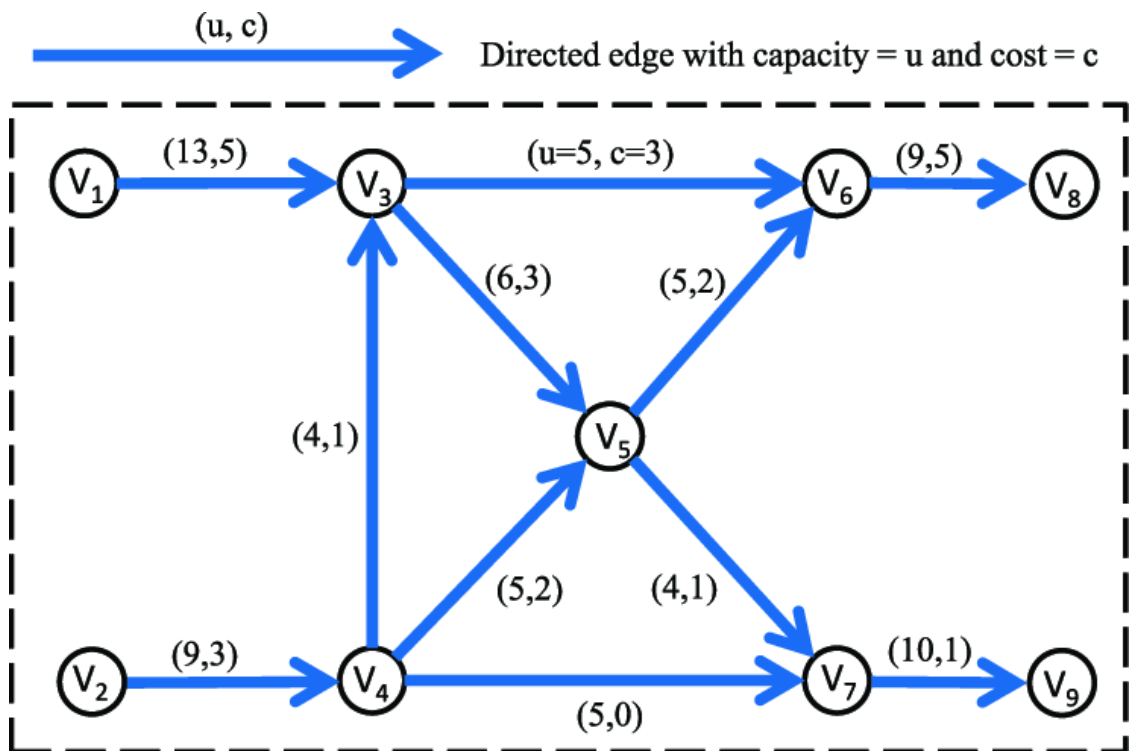 (u, c)
Directed edge with capacity = u and cost = c
(13,5)
(u=5, c=3)
(9,5)
V1
V3
V6
V8
(6,3)
(5,2)
(4,1)
V5
(5,2)
(4,1)
(9,3)
(10,1)
V2
V4
V7
V9
(5,0)